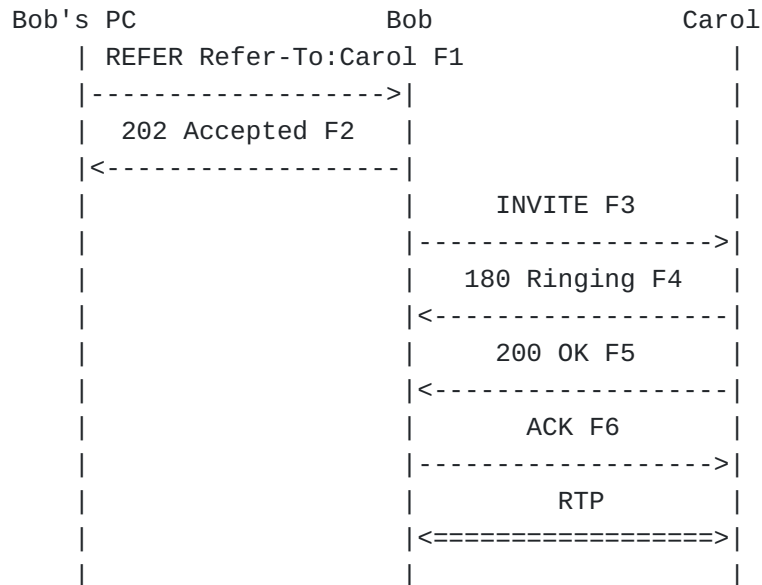 Bob's PC                Bob                Carol
    | REFER Refer-To:Carol F1                 |
    |------------------->|                    |
    |  202 Accepted F2   |                    |
    |<-------------------|                    |
    |                    |     INVITE F3      |
    |                    |------------------->|
    |                    |   180 Ringing F4   |
    |                    |<-------------------|
    |                    |     200 OK F5      |
    |                    |<-------------------|
    |                    |       ACK F6       |
    |                    |------------------->|
    |                    |         RTP        |
    |                    |<==================>|
    |                    |                    |